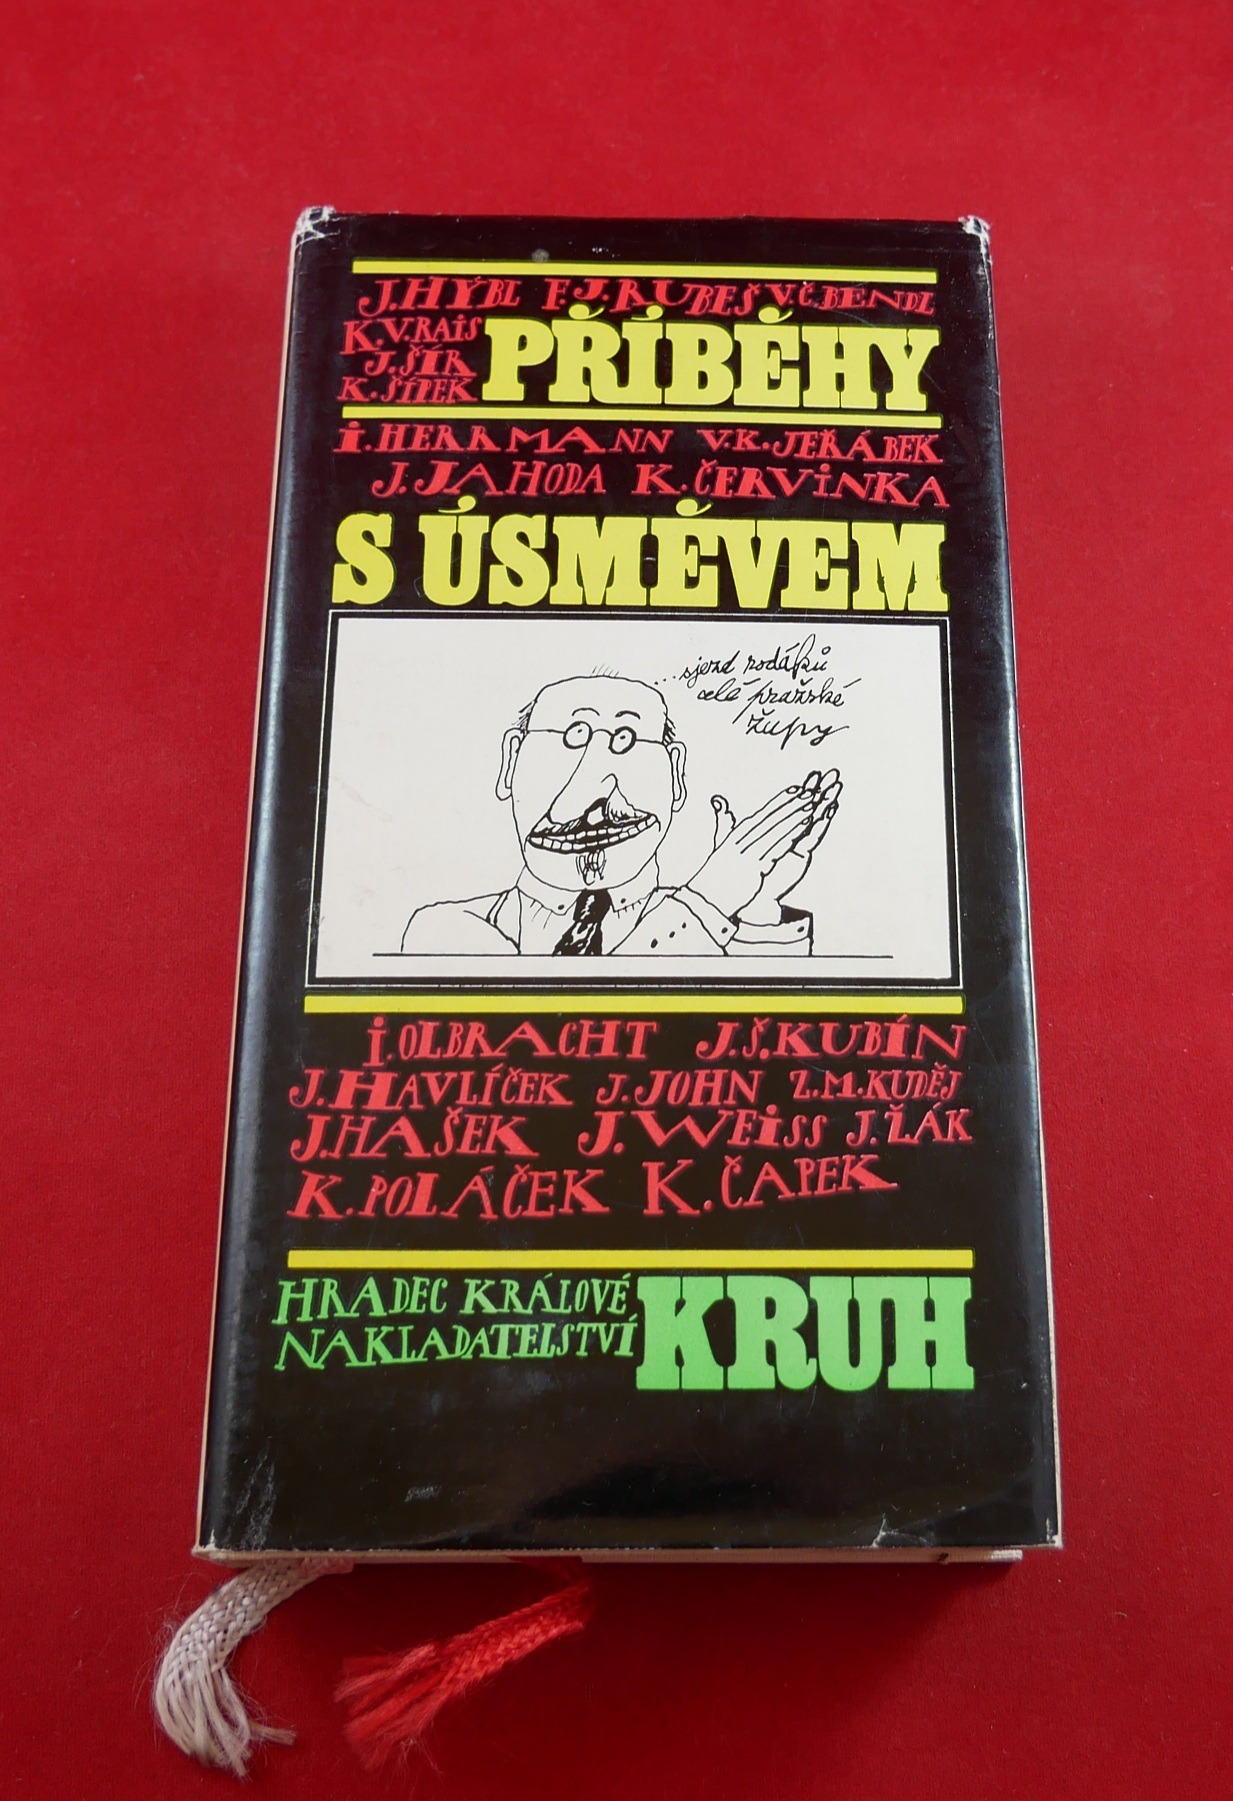 J. HÝBL F. J. RUBEŠ V. Č. BENDL
K. V. RAIS
J. ŠÍR
K. ŠÍPEK
PŘÍBĚHY
I. HERRMANN V. K. JEŘÁBEK
J. JAHODA K. ČERVINKA
S ÚSMĚVEM
...sjezd rodáků
celé pražské
župy
I. OLBRACHT J. Š. KUBÍN
J. HAVLÍČEK J. JOHN Z. M. KUDĚJ
J. HAŠEK J. WEISS J. ŽÁK
K. POLÁČEK K. ČAPEK
HRADEC KRÁLOVÉ
NAKLADATELSTVÍ
KRUH